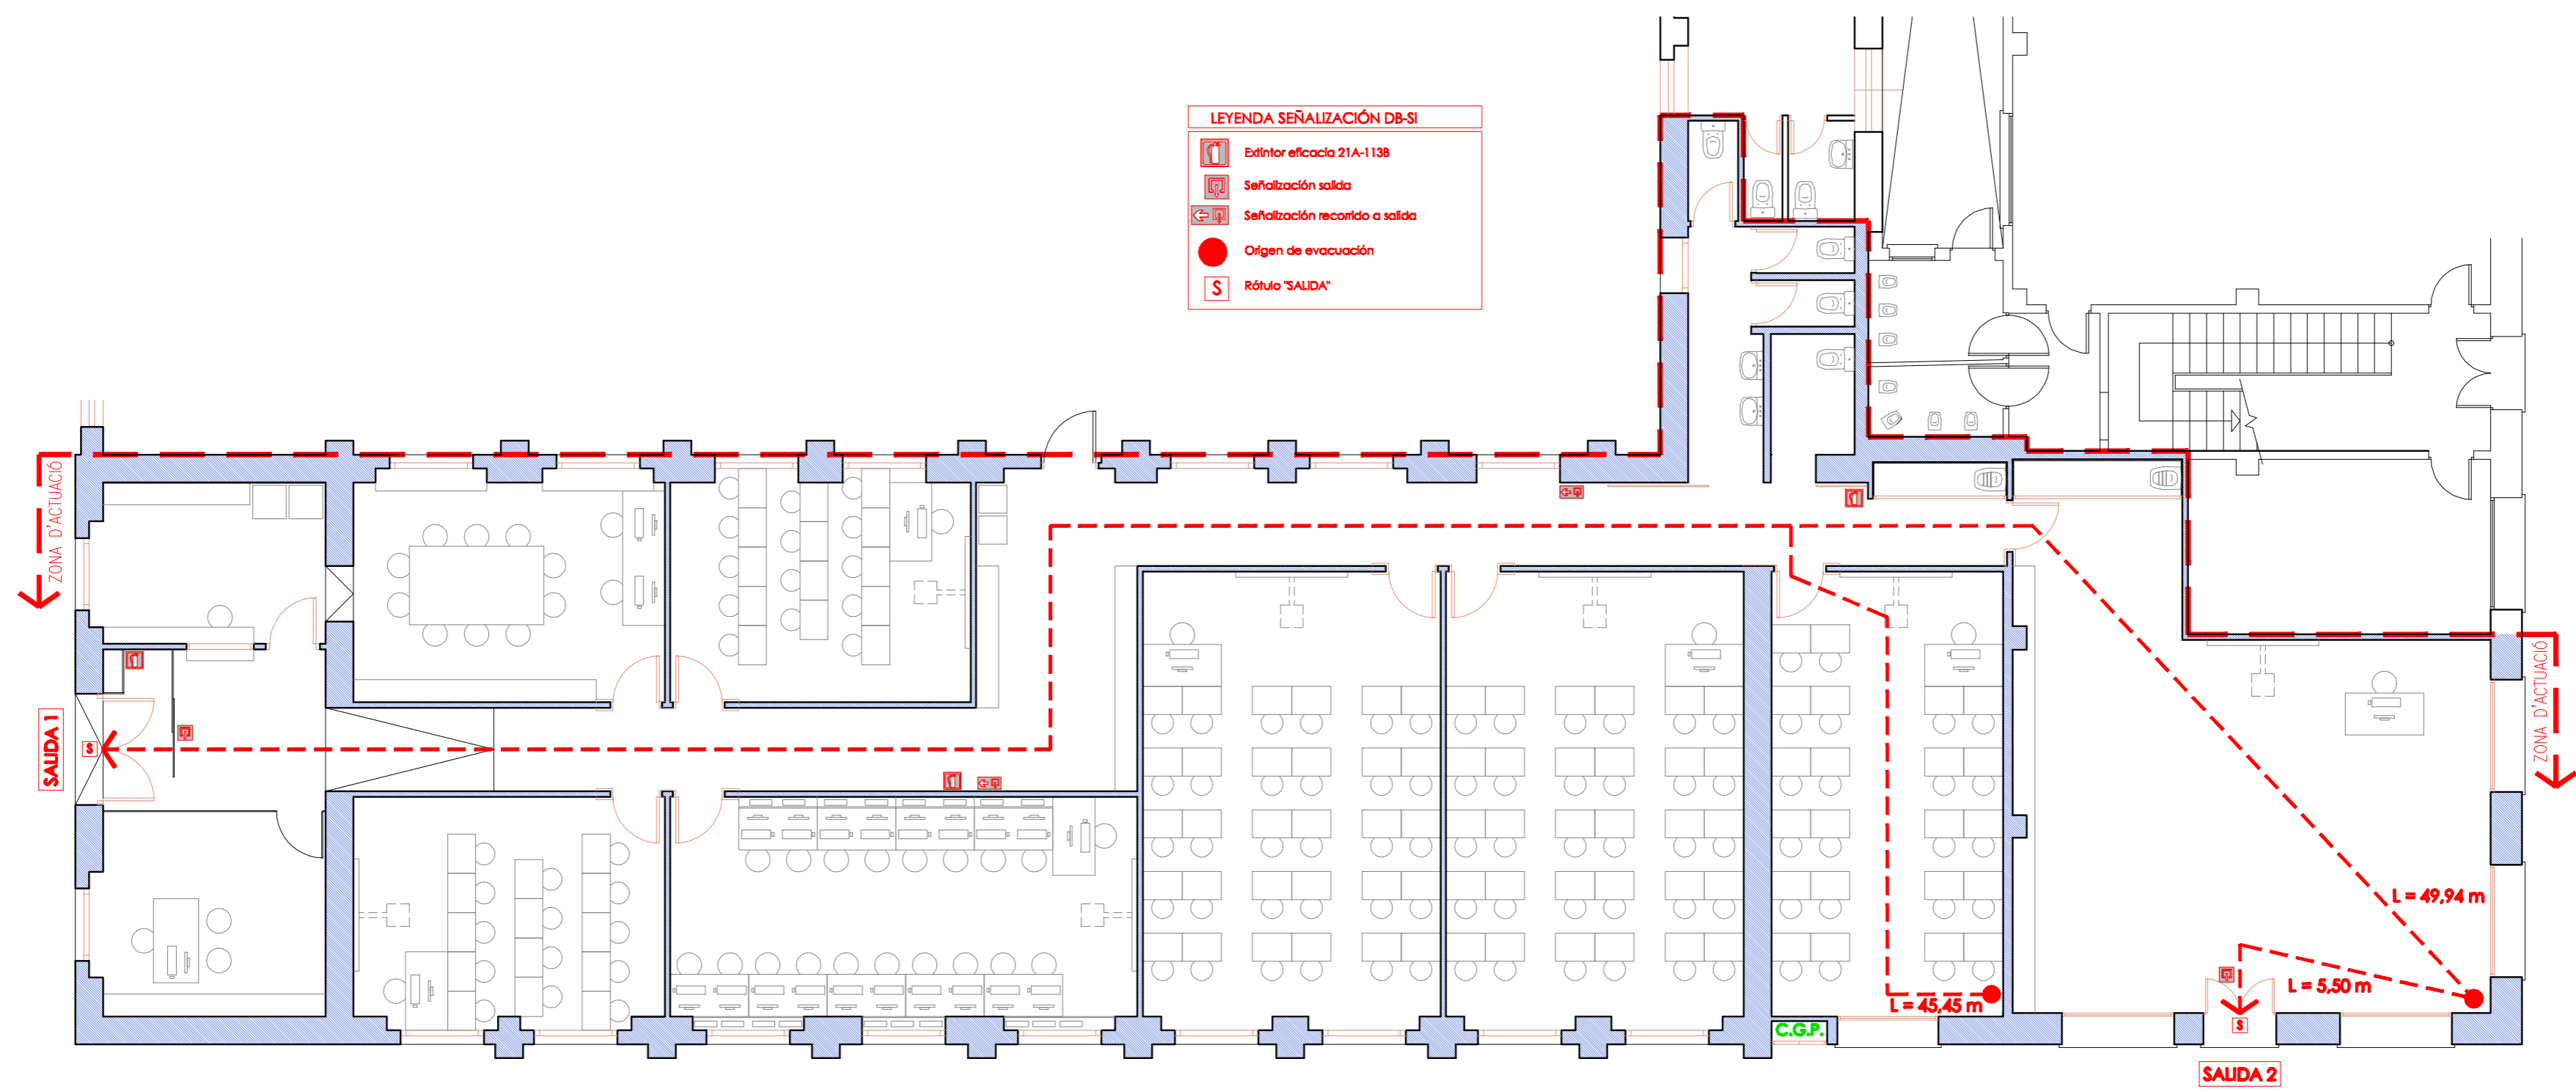 LEYENDA SEÑALIZACIÓN DB-SI
Extintor eficacia 21A-113B
Señalización salida
Señalización recorrido a salida
Origen de evacuación
S Rótulo "SALIDA"
ZONA D'ACTUACIÓ
SALIDA 1
S
ZONA D'ACTUACIÓ
L = 49,94 m
L = 5,50 m
L = 45,45 m
C.G.P.
S
SALIDA 2